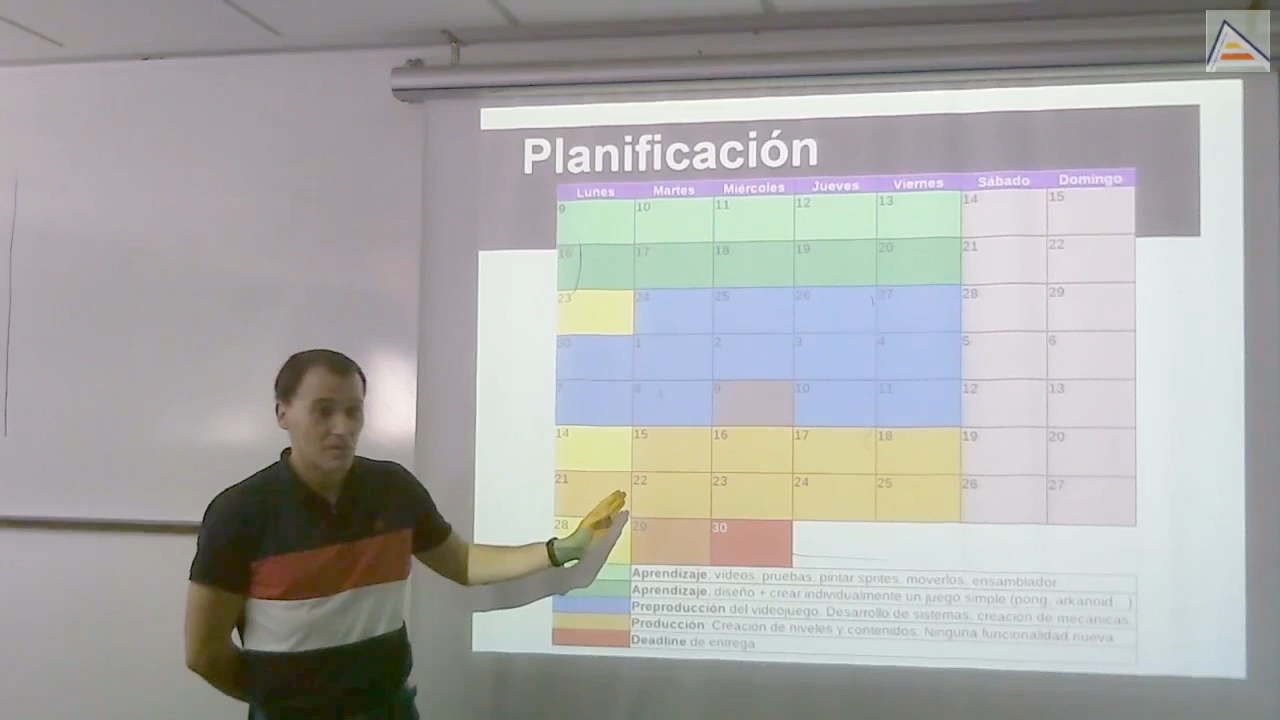 Planificación
Lunes Martes Miércoles Jueves Viernes Sábado Domingo
9 10 11 12 13 14 15
16 17 18 19 20 21 22
23 24 25 26 27 28 29
30 1 2 3 4 5 6
7 8 9 10 11 12 13
14 15 16 17 18 19 20
21 22 23 24 25 26 27
28 29 30
Aprendizaje, vídeos, pruebas, pintar sprites, moverlos, ensamblador
Aprendizaje, diseño + crear individualmente un juego simple (pong, arkanoid...)
Preproducción del videojuego. Desarrollo de sistemas, creación de mecánicas
Producción. Creación de niveles y contenidos. Ninguna funcionalidad nueva
Deadline de entrega